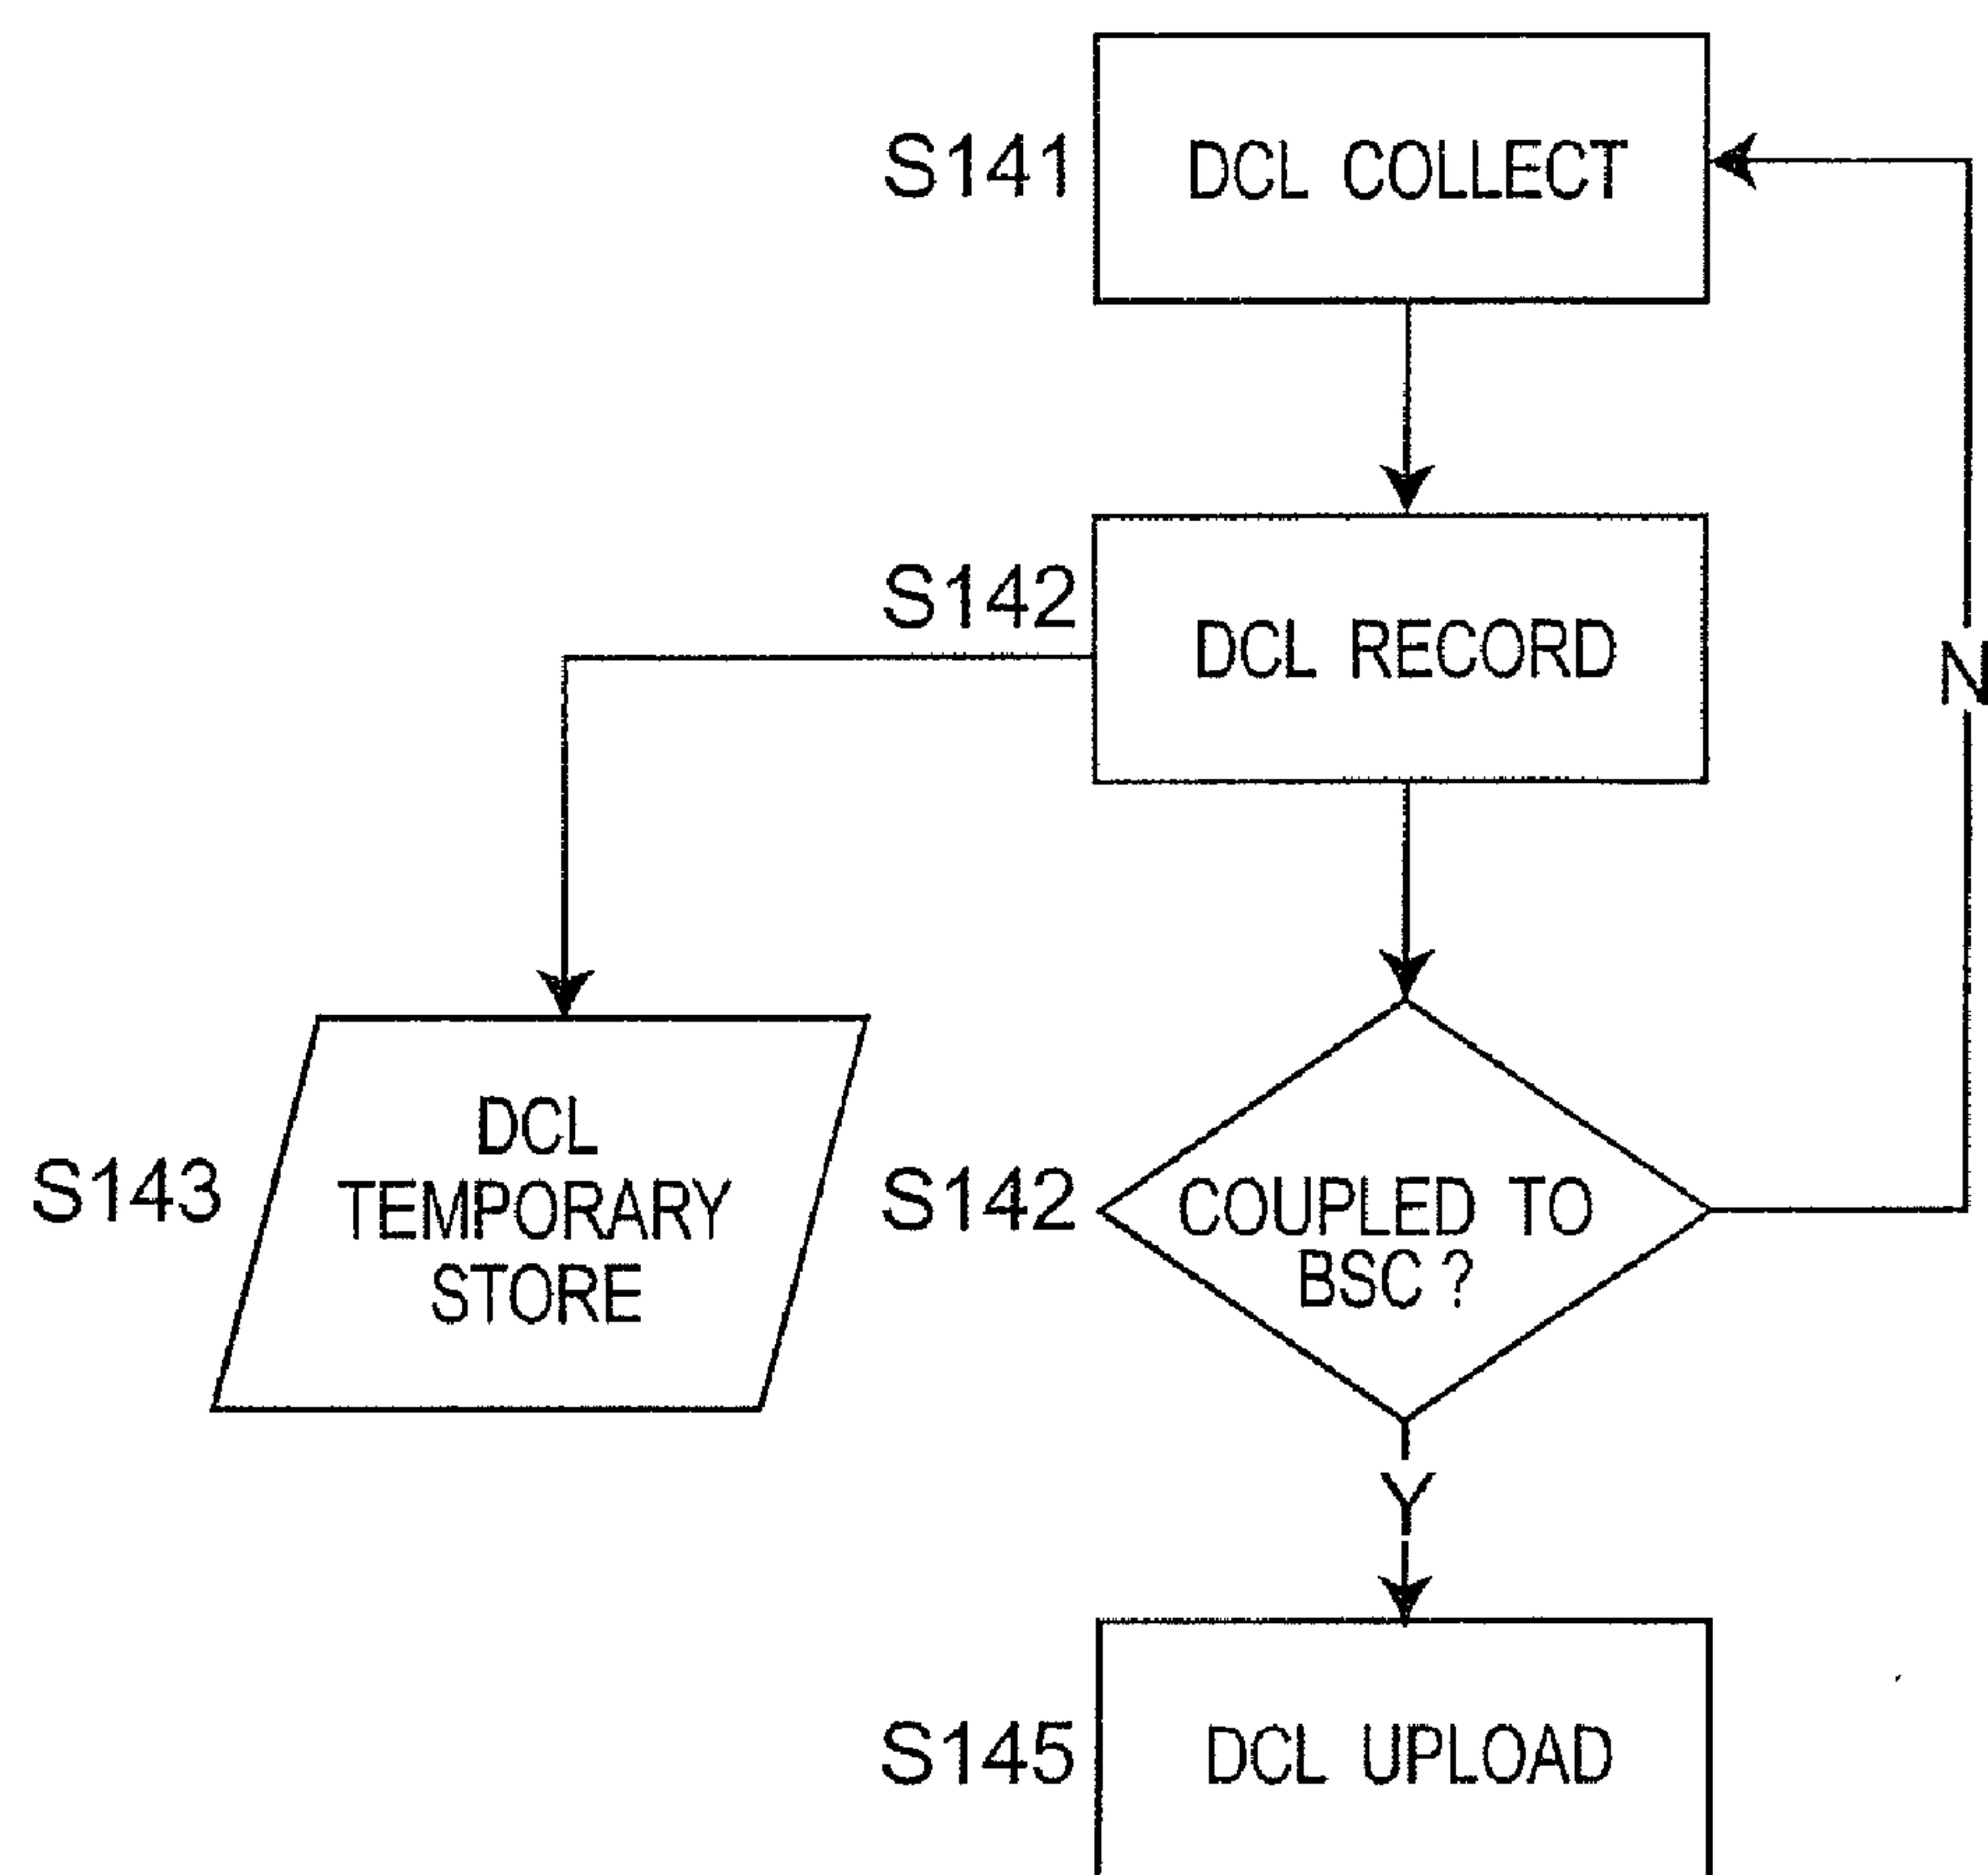 S141
DCL COLLECT
S142
DCL RECORD
N
S143
DCL
TEMPORARY
STORE
S142
COUPLED TO
BSC ?
Y
S145
DCL UPLOAD